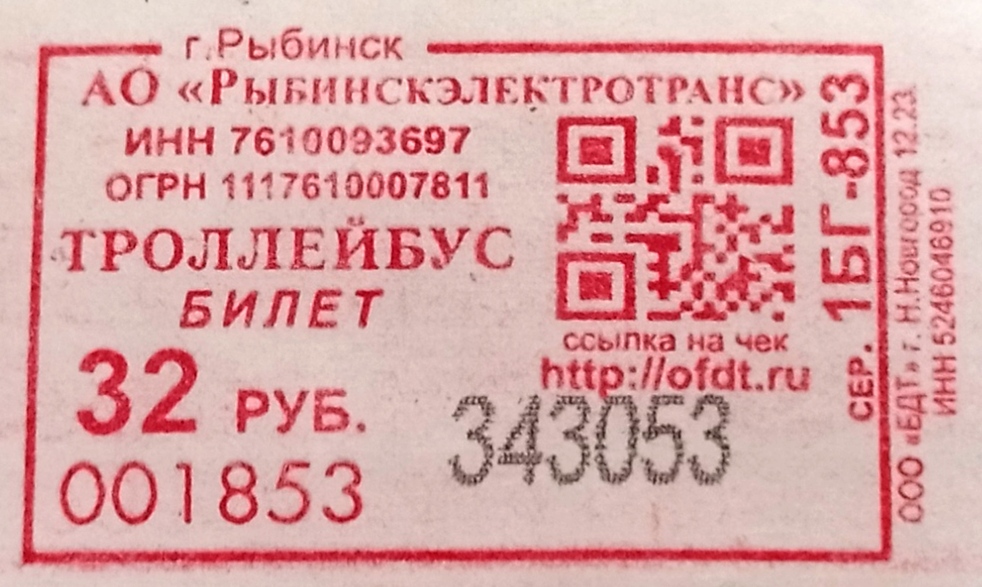 г.Рыбинск
АО «РЫБИНСКЭЛЕКТРОТРАНС»
ИНН 7610093697
ОГРН 1117610007811
ТРОЛЛЕЙБУС
БИЛЕТ
32 РУБ.
001853
ссылка на чек
http://ofdt.ru
343053
СЕР. 1БГ-853
ООО «ЕДТ» г. Н.Новгород 12.23.
ИНН 5246046910